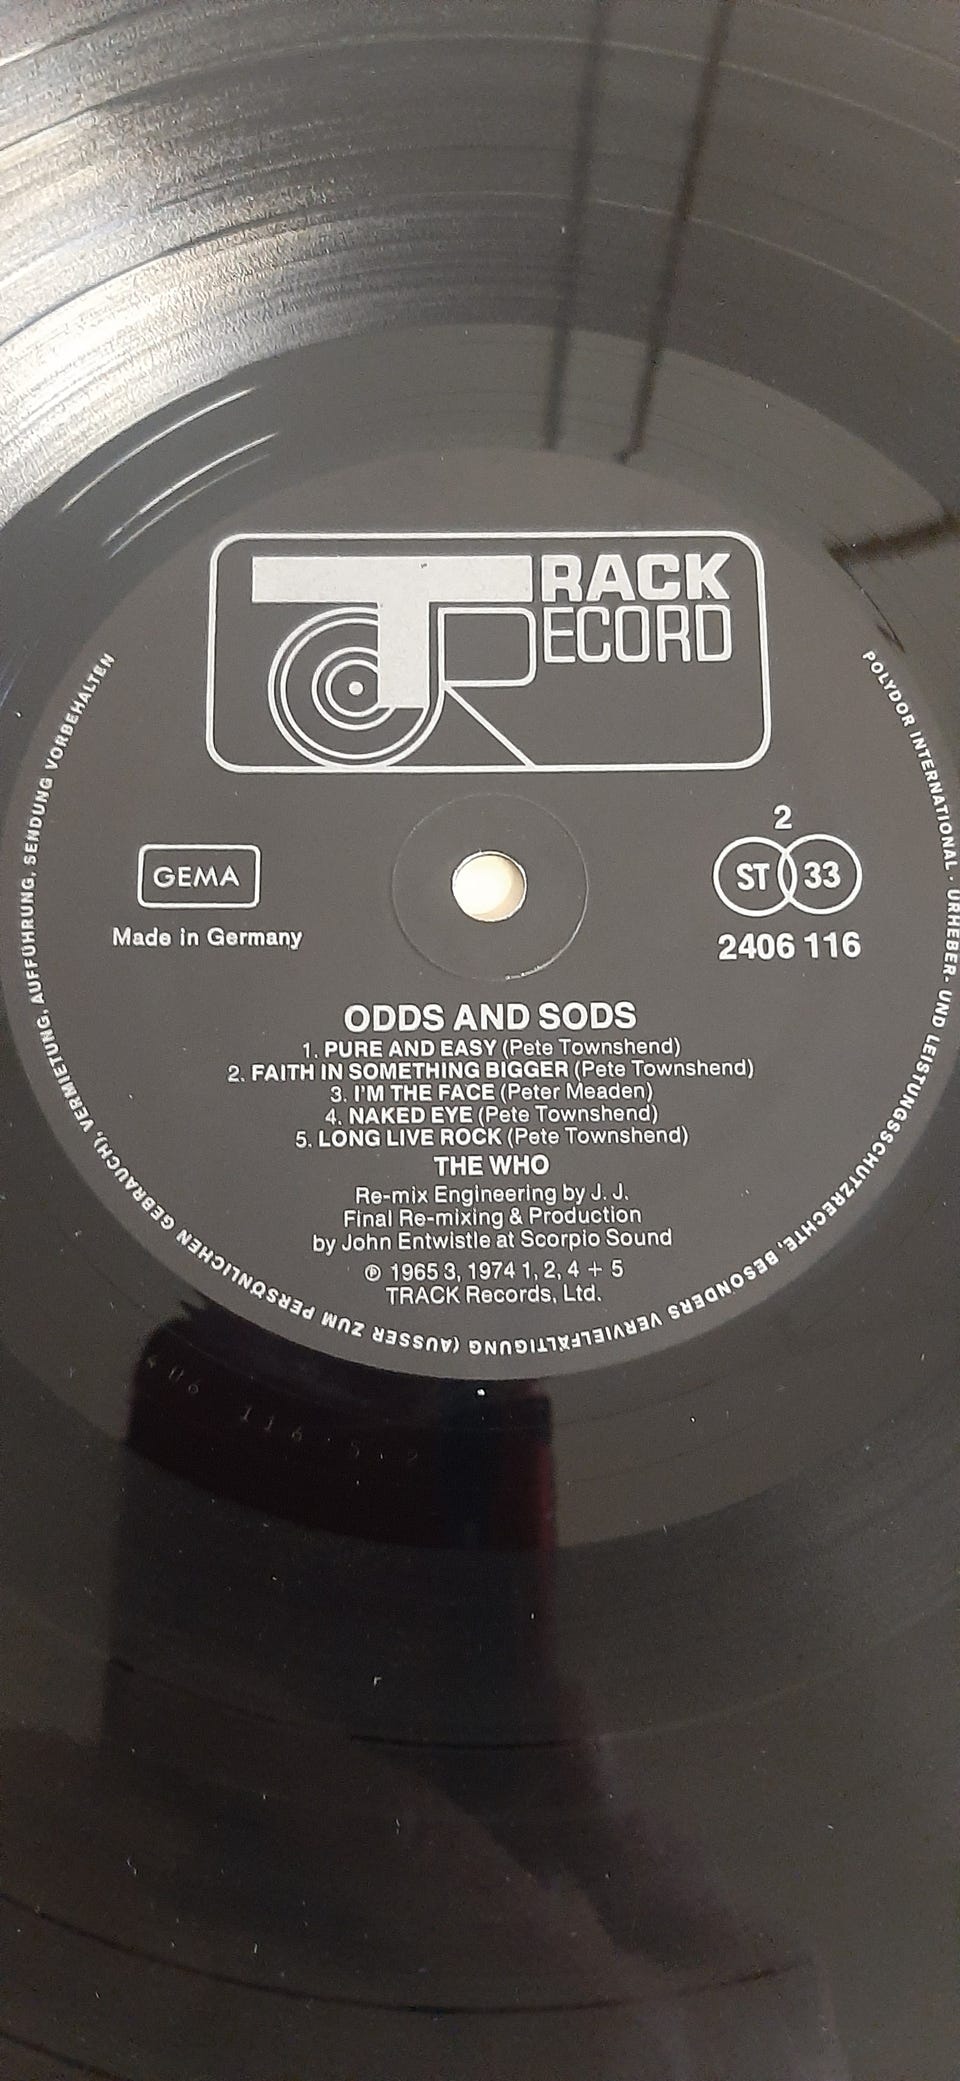 TRACK
RECORD
GEMA
Made in Germany
2
ST 33
2406 116
ODDS AND SODS
1. PURE AND EASY (Pete Townshend)
2. FAITH IN SOMETHING BIGGER (Pete Townshend)
3. I'M THE FACE (Peter Meaden)
4. NAKED EYE (Pete Townshend)
5. LONG LIVE ROCK (Pete Townshend)
THE WHO
Re-mix Engineering by J. J.
Final Re-mixing & Production
by John Entwistle at Scorpio Sound
℗ 1965 3, 1974 1, 2, 4 + 5
TRACK Records, Ltd.
POLYDOR INTERNATIONAL · URHEBER- UND LEISTUNGSSCHUTZRECHTE, BESONDERS VERVIELFÄLTIGUNG (AUSSER ZUM PERSÖNLICHEN GEBRAUCH), VERMIETUNG, AUFFÜHRUNG, SENDUNG VORBEHALTEN